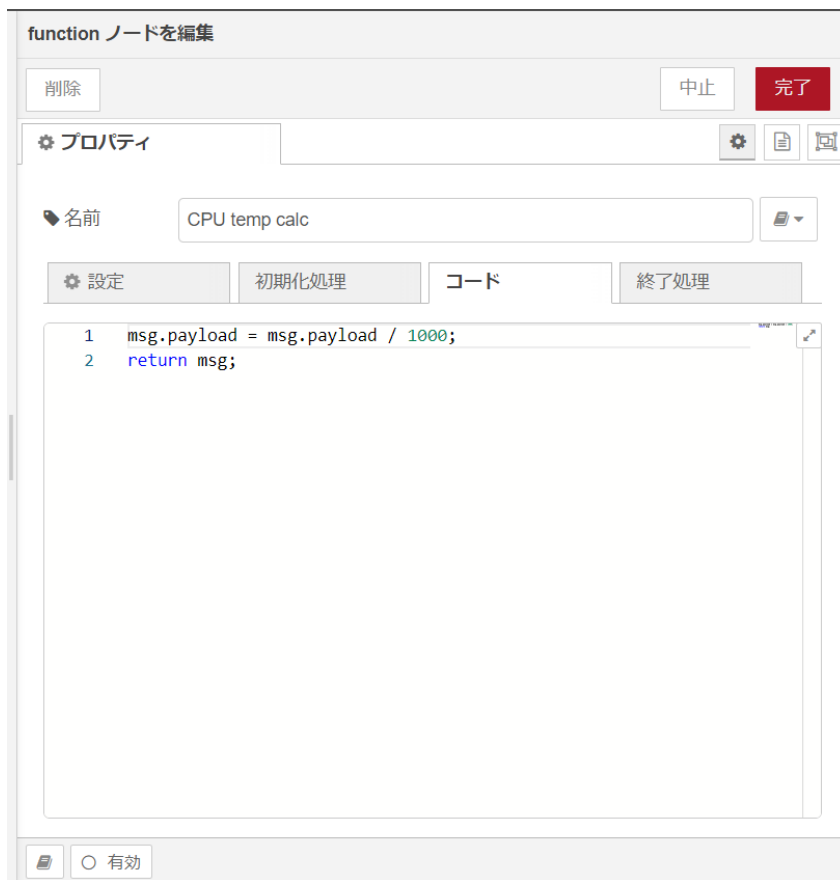 function ノードを編集
削除
中止
完了
プロパティ
名前
CPU temp calc
設定
初期化処理
コード
終了処理
1 msg.payload = msg.payload / 1000;
2 return msg;
有効